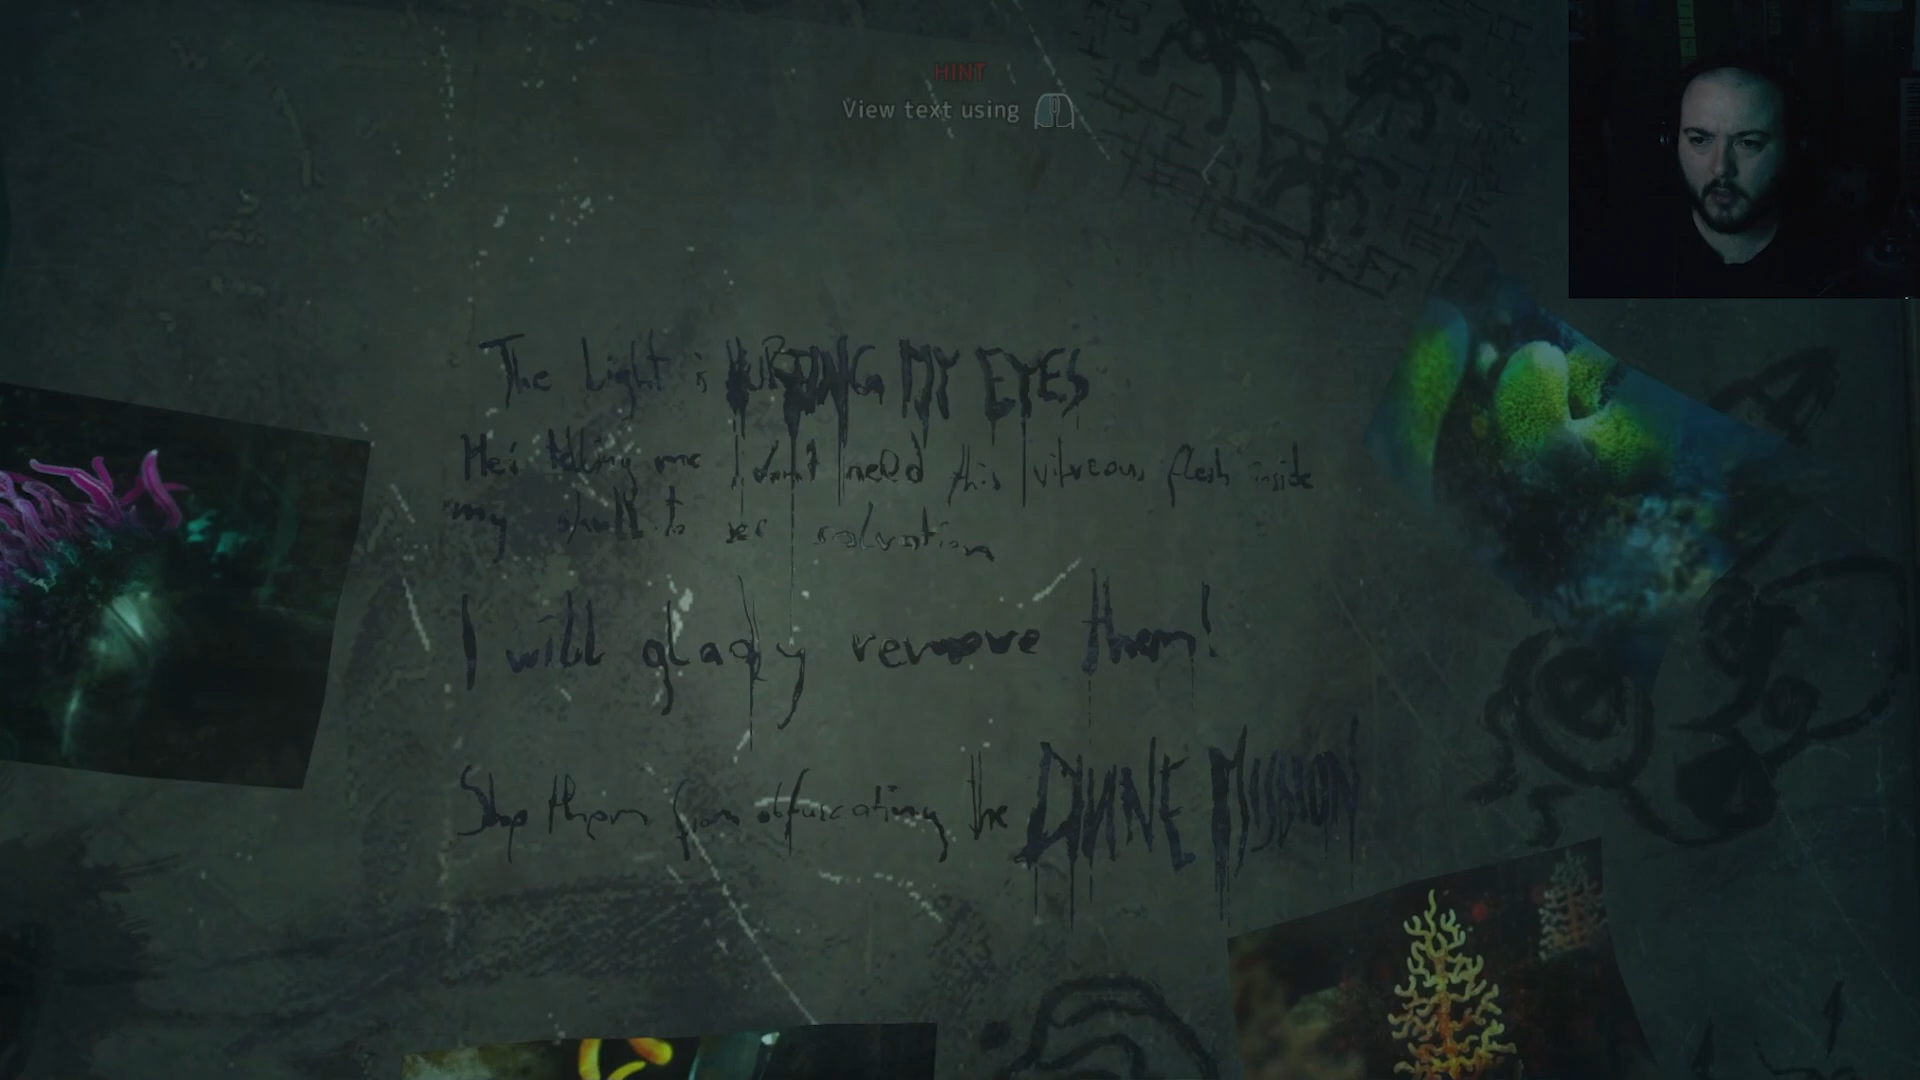 HINT
View text using
The Light is HURTING MY EYES
He's telling me I don't need this vitreous flesh inside
my skull to see salvation
I will gladly remove them!
Stop them from obfuscating the DIVINE MISSION